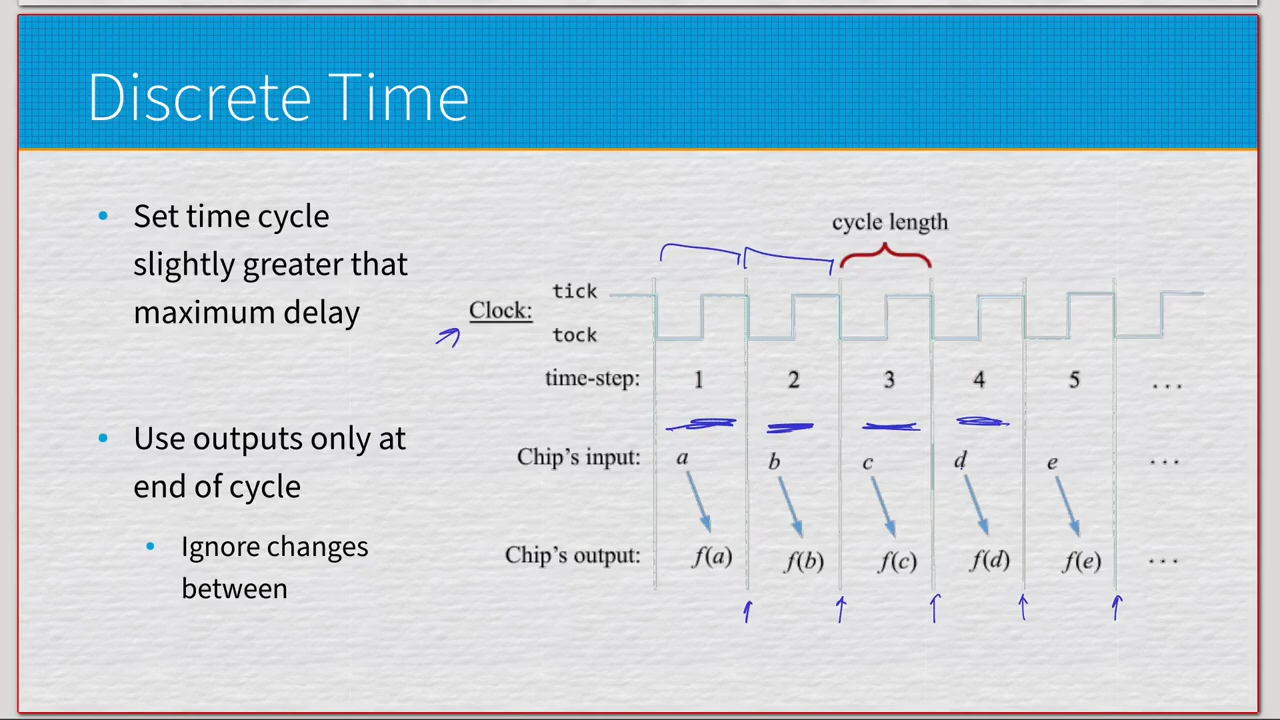 Discrete Time
• Set time cycle
slightly greater that
maximum delay
• Use outputs only at
end of cycle
• Ignore changes
between
cycle length
tick
Clock:
tock
time-step: 1 2 3 4 5 ...
Chip's input: a b c d e ...
Chip's output: f(a) f(b) f(c) f(d) f(e) ...